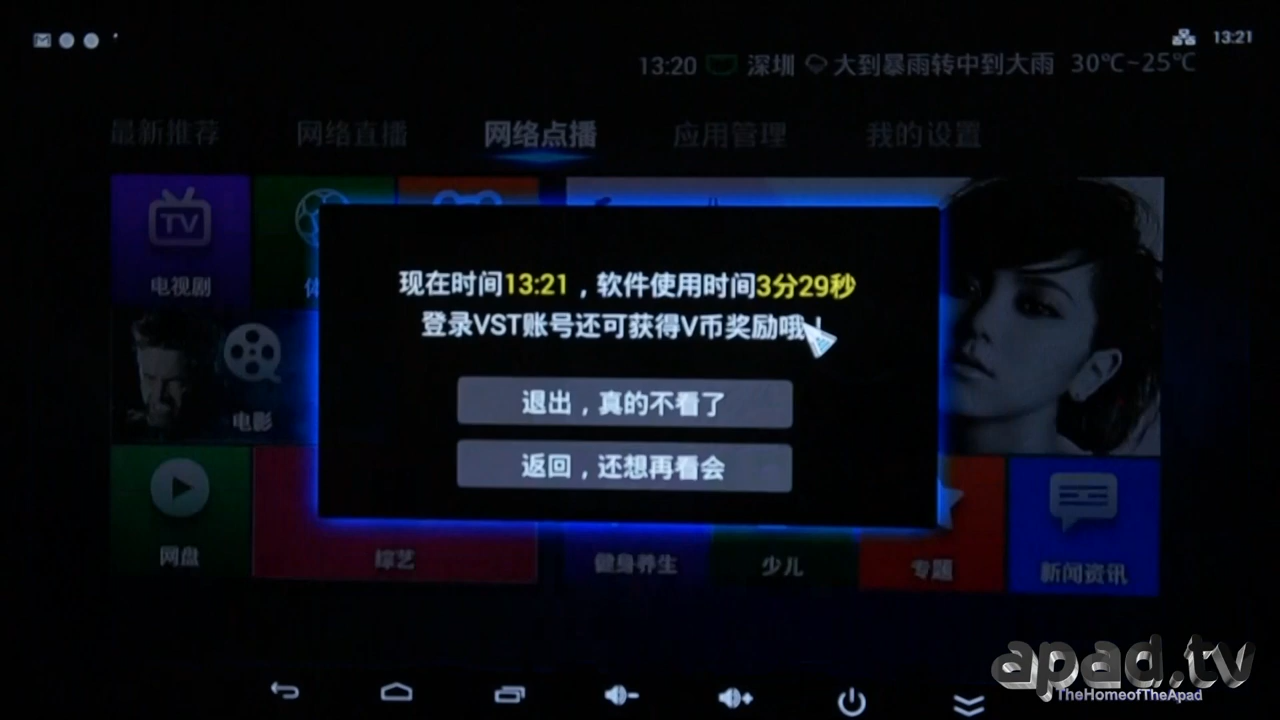 13:21
13:20 深圳 大到暴雨转中到大雨 30℃~25℃
最新推荐 网络直播 网络点播 应用管理 我的设置
TV
电视剧
体
现在时间13:21，软件使用时间3分29秒
登录VST账号还可获得V币奖励哦！
电影
退出，真的不看了
返回，还想再看会
网盘 综艺 健身养生 少儿 专题 新闻资讯
apad.tv
TheHomeofTheApad